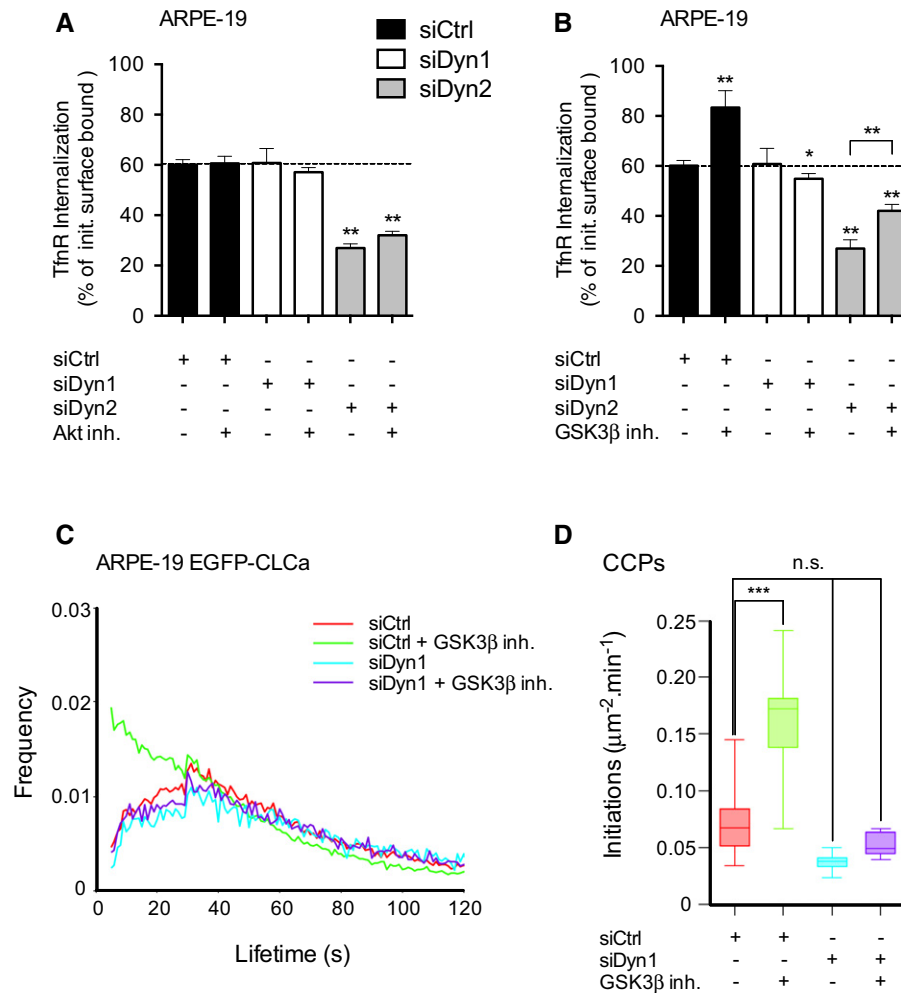 A
ARPE-19
siCtrl
siDyn1
siDyn2
TfnR Internalization
(% of init. surface bound )
100
80
60
40
20
0
** **
siCtrl + + - - - -
siDyn1 - - + + - -
siDyn2 - - - - + +
Akt inh. - + - + - +
B
ARPE-19
TfnR Internalization
(% of init. surface bound )
100
80
60
40
20
0
** * ** ** **
siCtrl + + - - - -
siDyn1 - - + + - -
siDyn2 - - - - + +
GSK3β inh. - + - + - +
C
ARPE-19 EGFP-CLCa
siCtrl
siCtrl + GSK3β inh.
siDyn1
siDyn1 + GSK3β inh.
Frequency
0.03
0.02
0.01
0
0 20 40 60 80 100 120
Lifetime (s)
D
CCPs
n.s.
***
Initiations (μm⁻².min⁻¹)
0.25
0.20
0.15
0.10
0.05
0
siCtrl + + - -
siDyn1 - - + +
GSK3β inh. - + - +